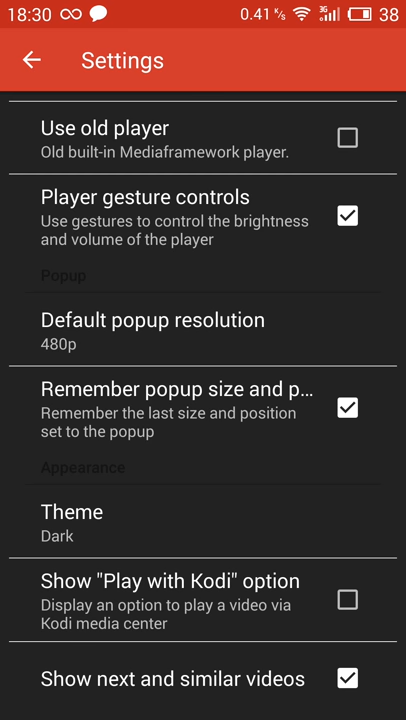 18:30 0.41 K/s 3G 38
Settings
Use old player
Old built-in Mediaframework player.
Player gesture controls
Use gestures to control the brightness
and volume of the player
Popup
Default popup resolution
480p
Remember popup size and p...
Remember the last size and position
set to the popup
Appearance
Theme
Dark
Show "Play with Kodi" option
Display an option to play a video via
Kodi media center
Show next and similar videos